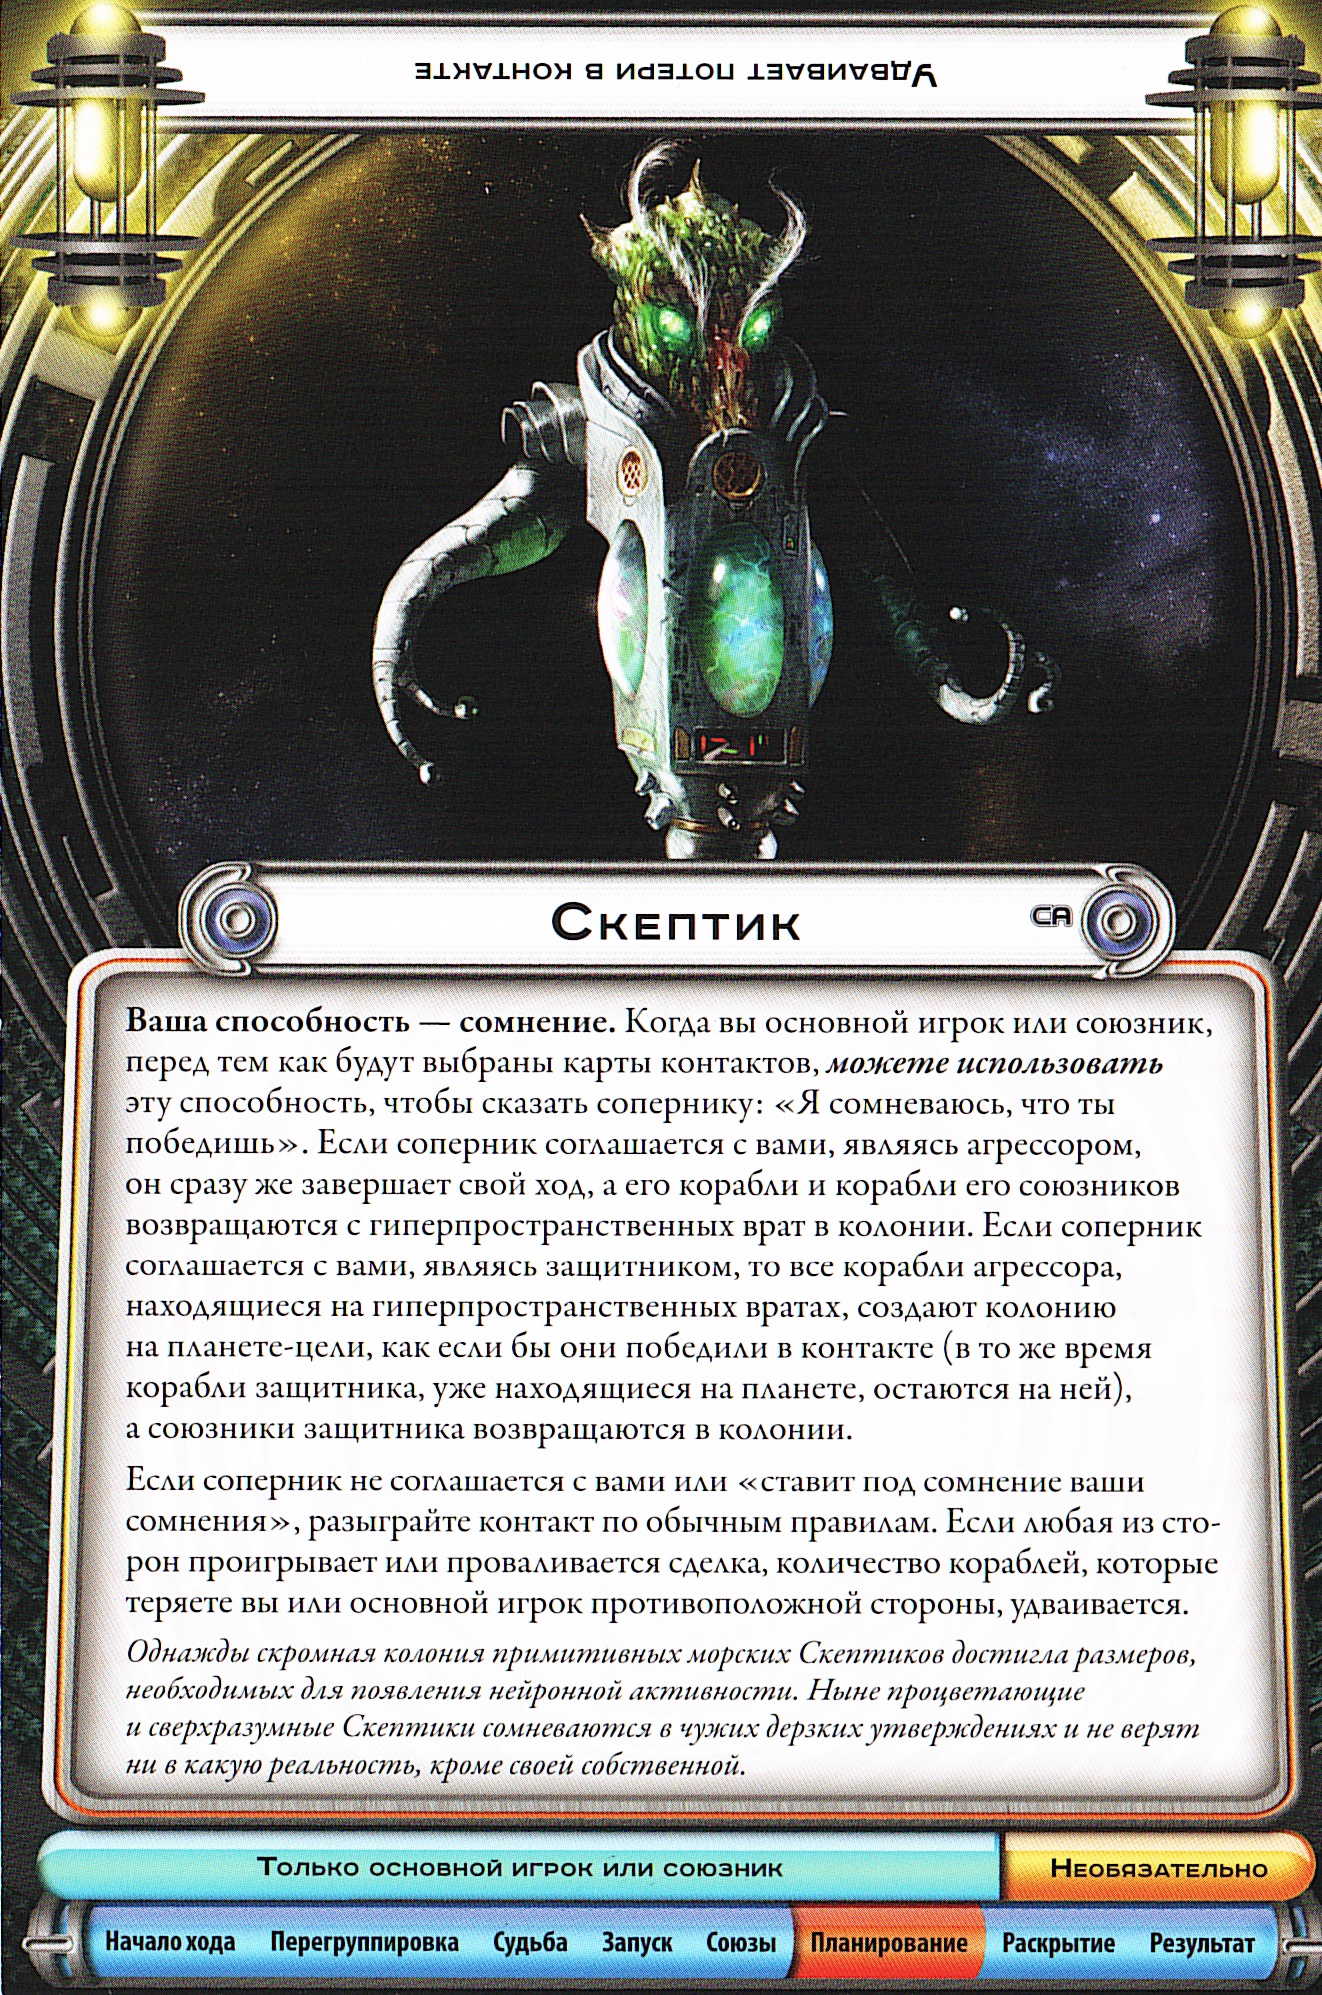 Удваивает потери в контакте
Скептик
CA
Ваша способность — сомнение. Когда вы основной игрок или союзник,
перед тем как будут выбраны карты контактов, можете использовать
эту способность, чтобы сказать сопернику: «Я сомневаюсь, что ты
победишь». Если соперник соглашается с вами, являясь агрессором,
он сразу же завершает свой ход, а его корабли и корабли его союзников
возвращаются с гиперпространственных врат в колонии. Если соперник
соглашается с вами, являясь защитником, то все корабли агрессора,
находящиеся на гиперпространственных вратах, создают колонию
на планете-цели, как если бы они победили в контакте (в то же время
корабли защитника, уже находящиеся на планете, остаются на ней),
а союзники защитника возвращаются в колонии.
Если соперник не соглашается с вами или «ставит под сомнение ваши
сомнения», разыграйте контакт по обычным правилам. Если любая из сто-
рон проигрывает или проваливается сделка, количество кораблей, которые
теряете вы или основной игрок противоположной стороны, удваивается.
Однажды скромная колония примитивных морских Скептиков достигла размеров,
необходимых для появления нейронной активности. Ныне процветающие
и сверхразумные Скептики сомневаются в чужих дерзких утверждениях и не верят
ни в какую реальность, кроме своей собственной.
Только основной игрок или союзник Необязательно
Начало хода Перегруппировка Судьба Запуск Союзы Планирование Раскрытие Результат